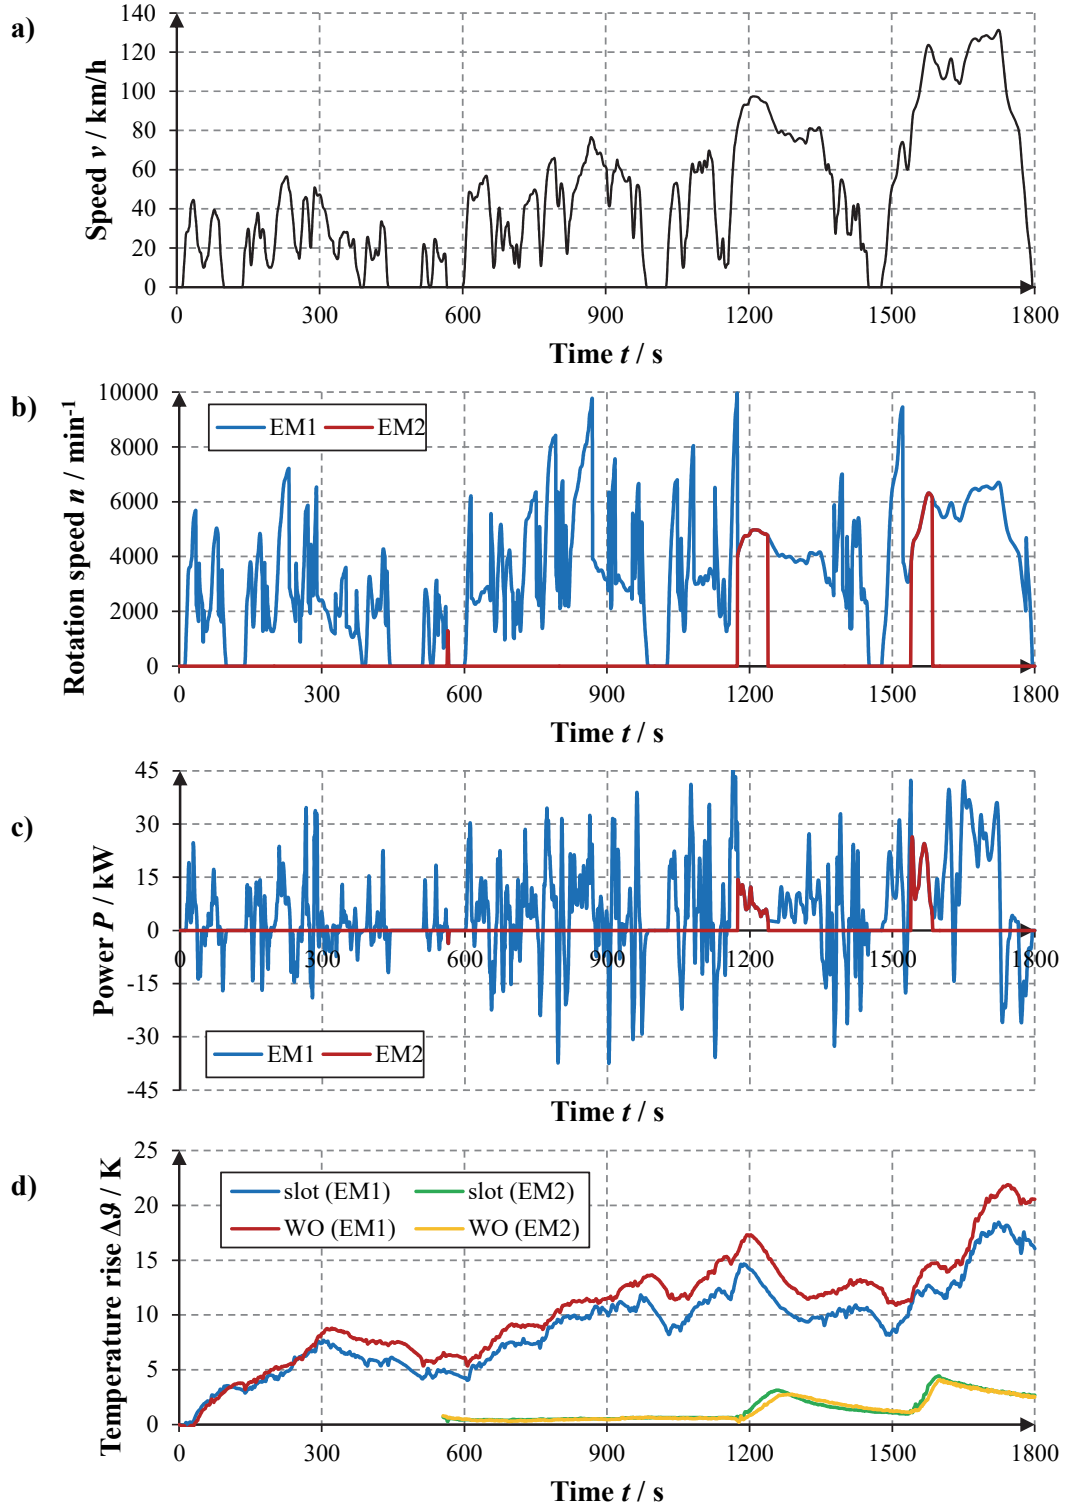 a)
140
120
100
80
60
40
20
0
Speed v / km/h
0 300 600 900 1200 1500 1800
Time t / s
b)
10000
8000
6000
4000
2000
0
Rotation speed n / min⁻¹
EM1 EM2
0 300 600 900 1200 1500 1800
Time t / s
c)
45
30
15
0
-15
-30
-45
Power P / kW
0 300 600 900 1200 1500 1800
EM1 EM2
Time t / s
d)
25
20
15
10
5
0
Temperature rise Δϑ / K
slot (EM1) slot (EM2)
WO (EM1) WO (EM2)
0 300 600 900 1200 1500 1800
Time t / s